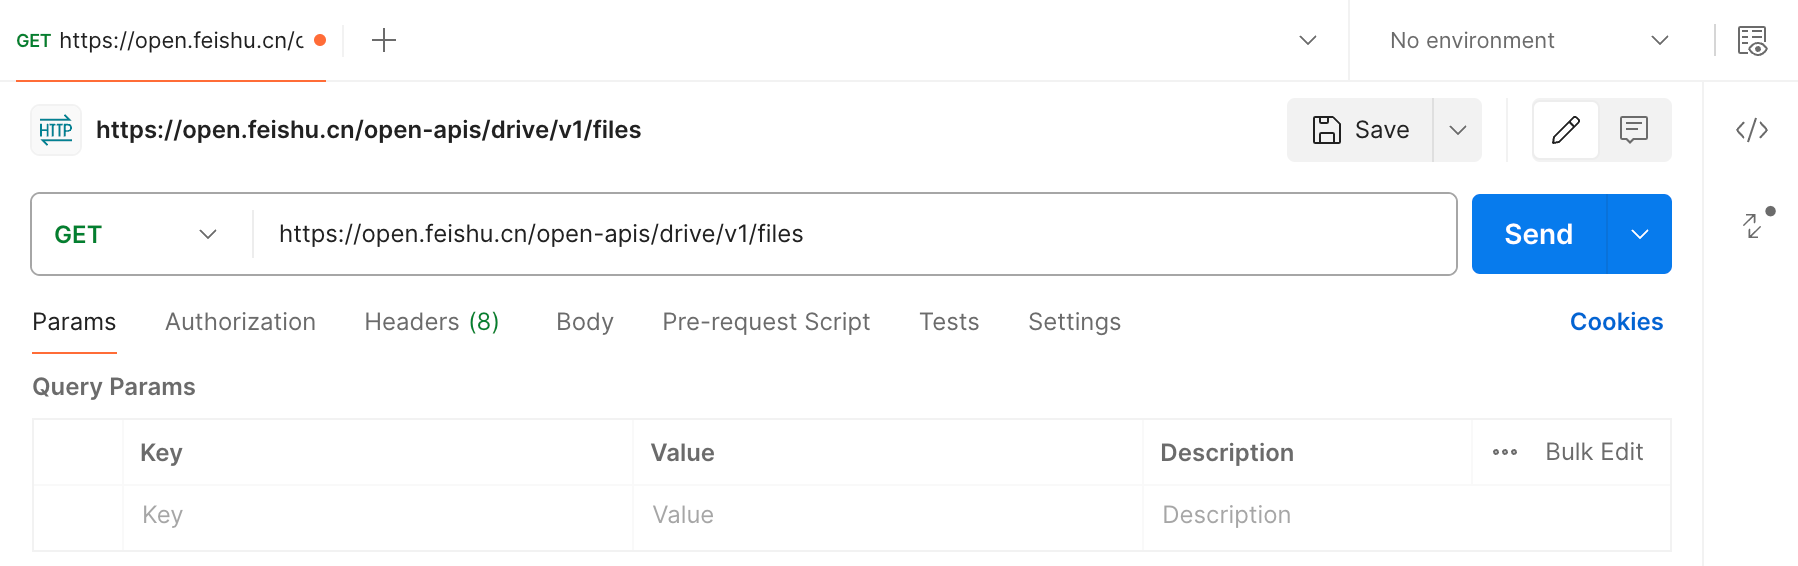 GET https://open.feishu.cn/c
No environment
HTTP
https://open.feishu.cn/open-apis/drive/v1/files
Save
GET
https://open.feishu.cn/open-apis/drive/v1/files
Send
Params Authorization Headers (8) Body Pre-request Script Tests Settings Cookies
Query Params
Key Value Description Bulk Edit
Key Value Description